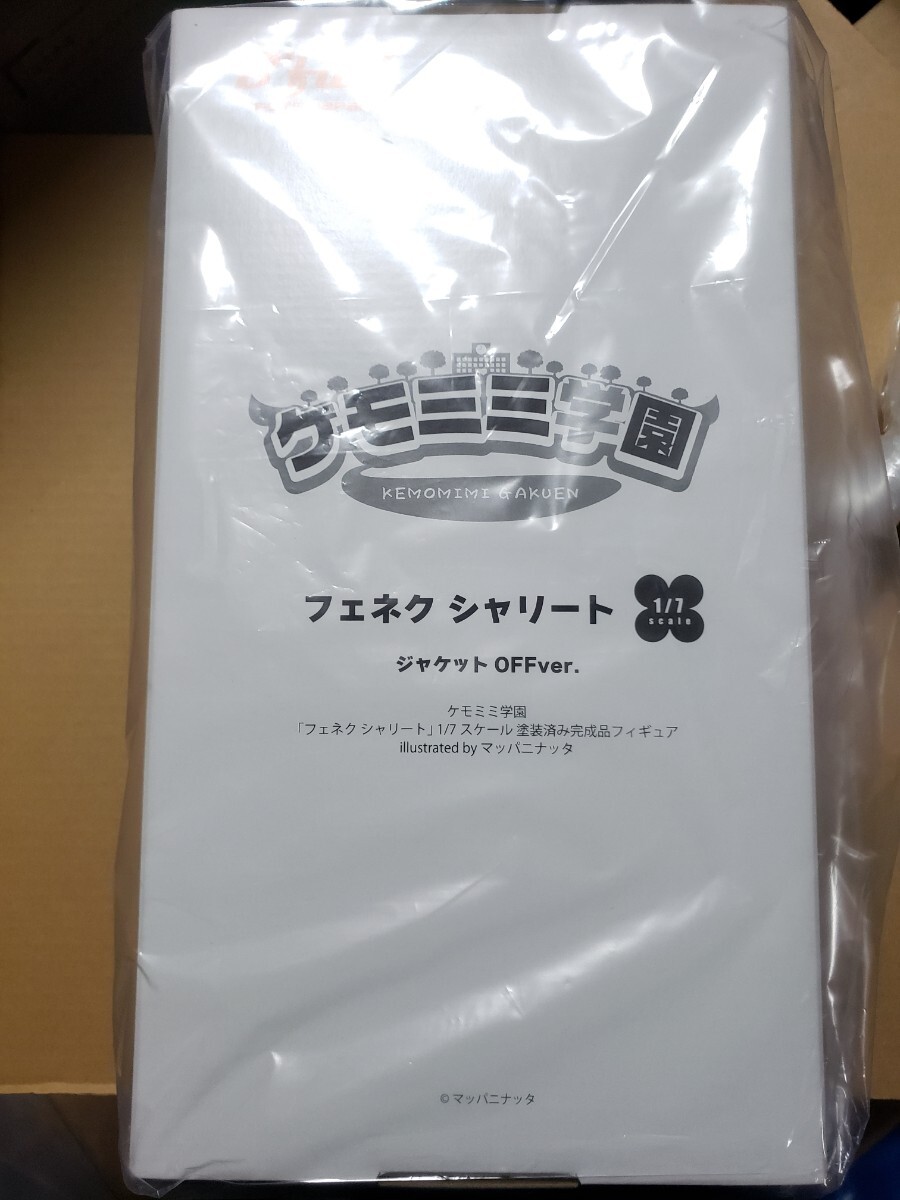 ケモミミ学園
KEMOMIMI GAKUEN
フェネク シャリート
1/7
scale
ジャケット OFFver.
ケモミミ学園
「フェネク シャリート」1/7 スケール 塗装済み完成品フィギュア
illustrated by マッパニナッタ
© マッパニナッタ